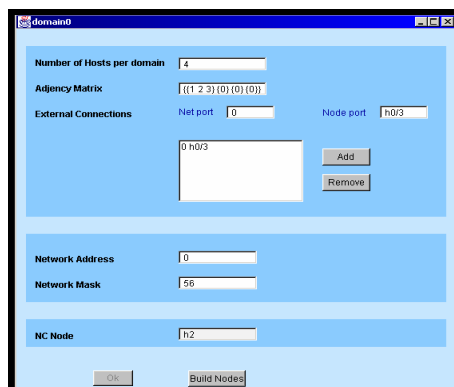 domain0
Number of Hosts per domain 4
Adjency Matrix {{1 2 3} {0} {0} {0}}
External Connections Net port 0 Node port h0/3
0 h0/3
Add
Remove
Network Address 0
Network Mask 56
NC Node h2
Ok Build Nodes